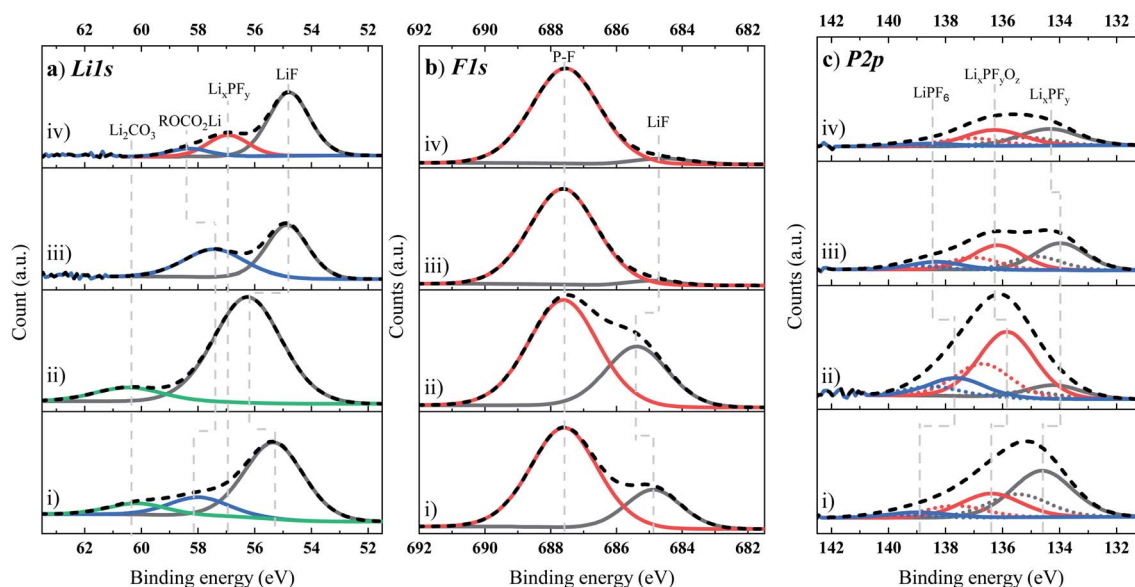 62 60 58 56 54 52
692 690 688 686 684 682
142 140 138 136 134 132
a) Li1s
Li₂CO₃
ROCO₂Li
LiₓPFᵧ
LiF
iv)
iii)
ii)
i)
Count (a.u.)
62 60 58 56 54 52
Binding energy (eV)
b) F1s
P-F
LiF
iv)
iii)
ii)
i)
Counts (a.u.)
692 690 688 686 684 682
Binding energy (eV)
c) P2p
LiPF₆
LiₓPFᵧO_z
LiₓPFᵧ
iv)
iii)
ii)
i)
Counts (a.u.)
142 140 138 136 134 132
Binding energy (eV)